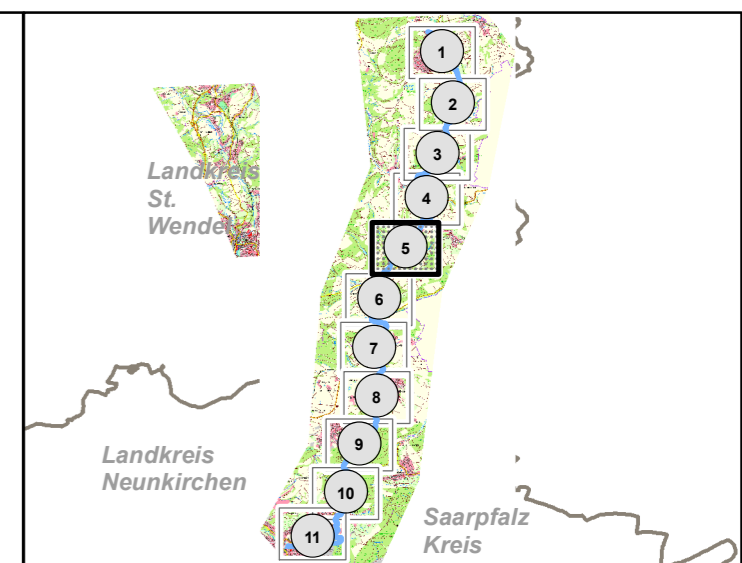 1
2
3
Landkreis
St.
Wendel
4
5
6
7
8
9
Landkreis
Neunkirchen
10
Saarpfalz
Kreis
11